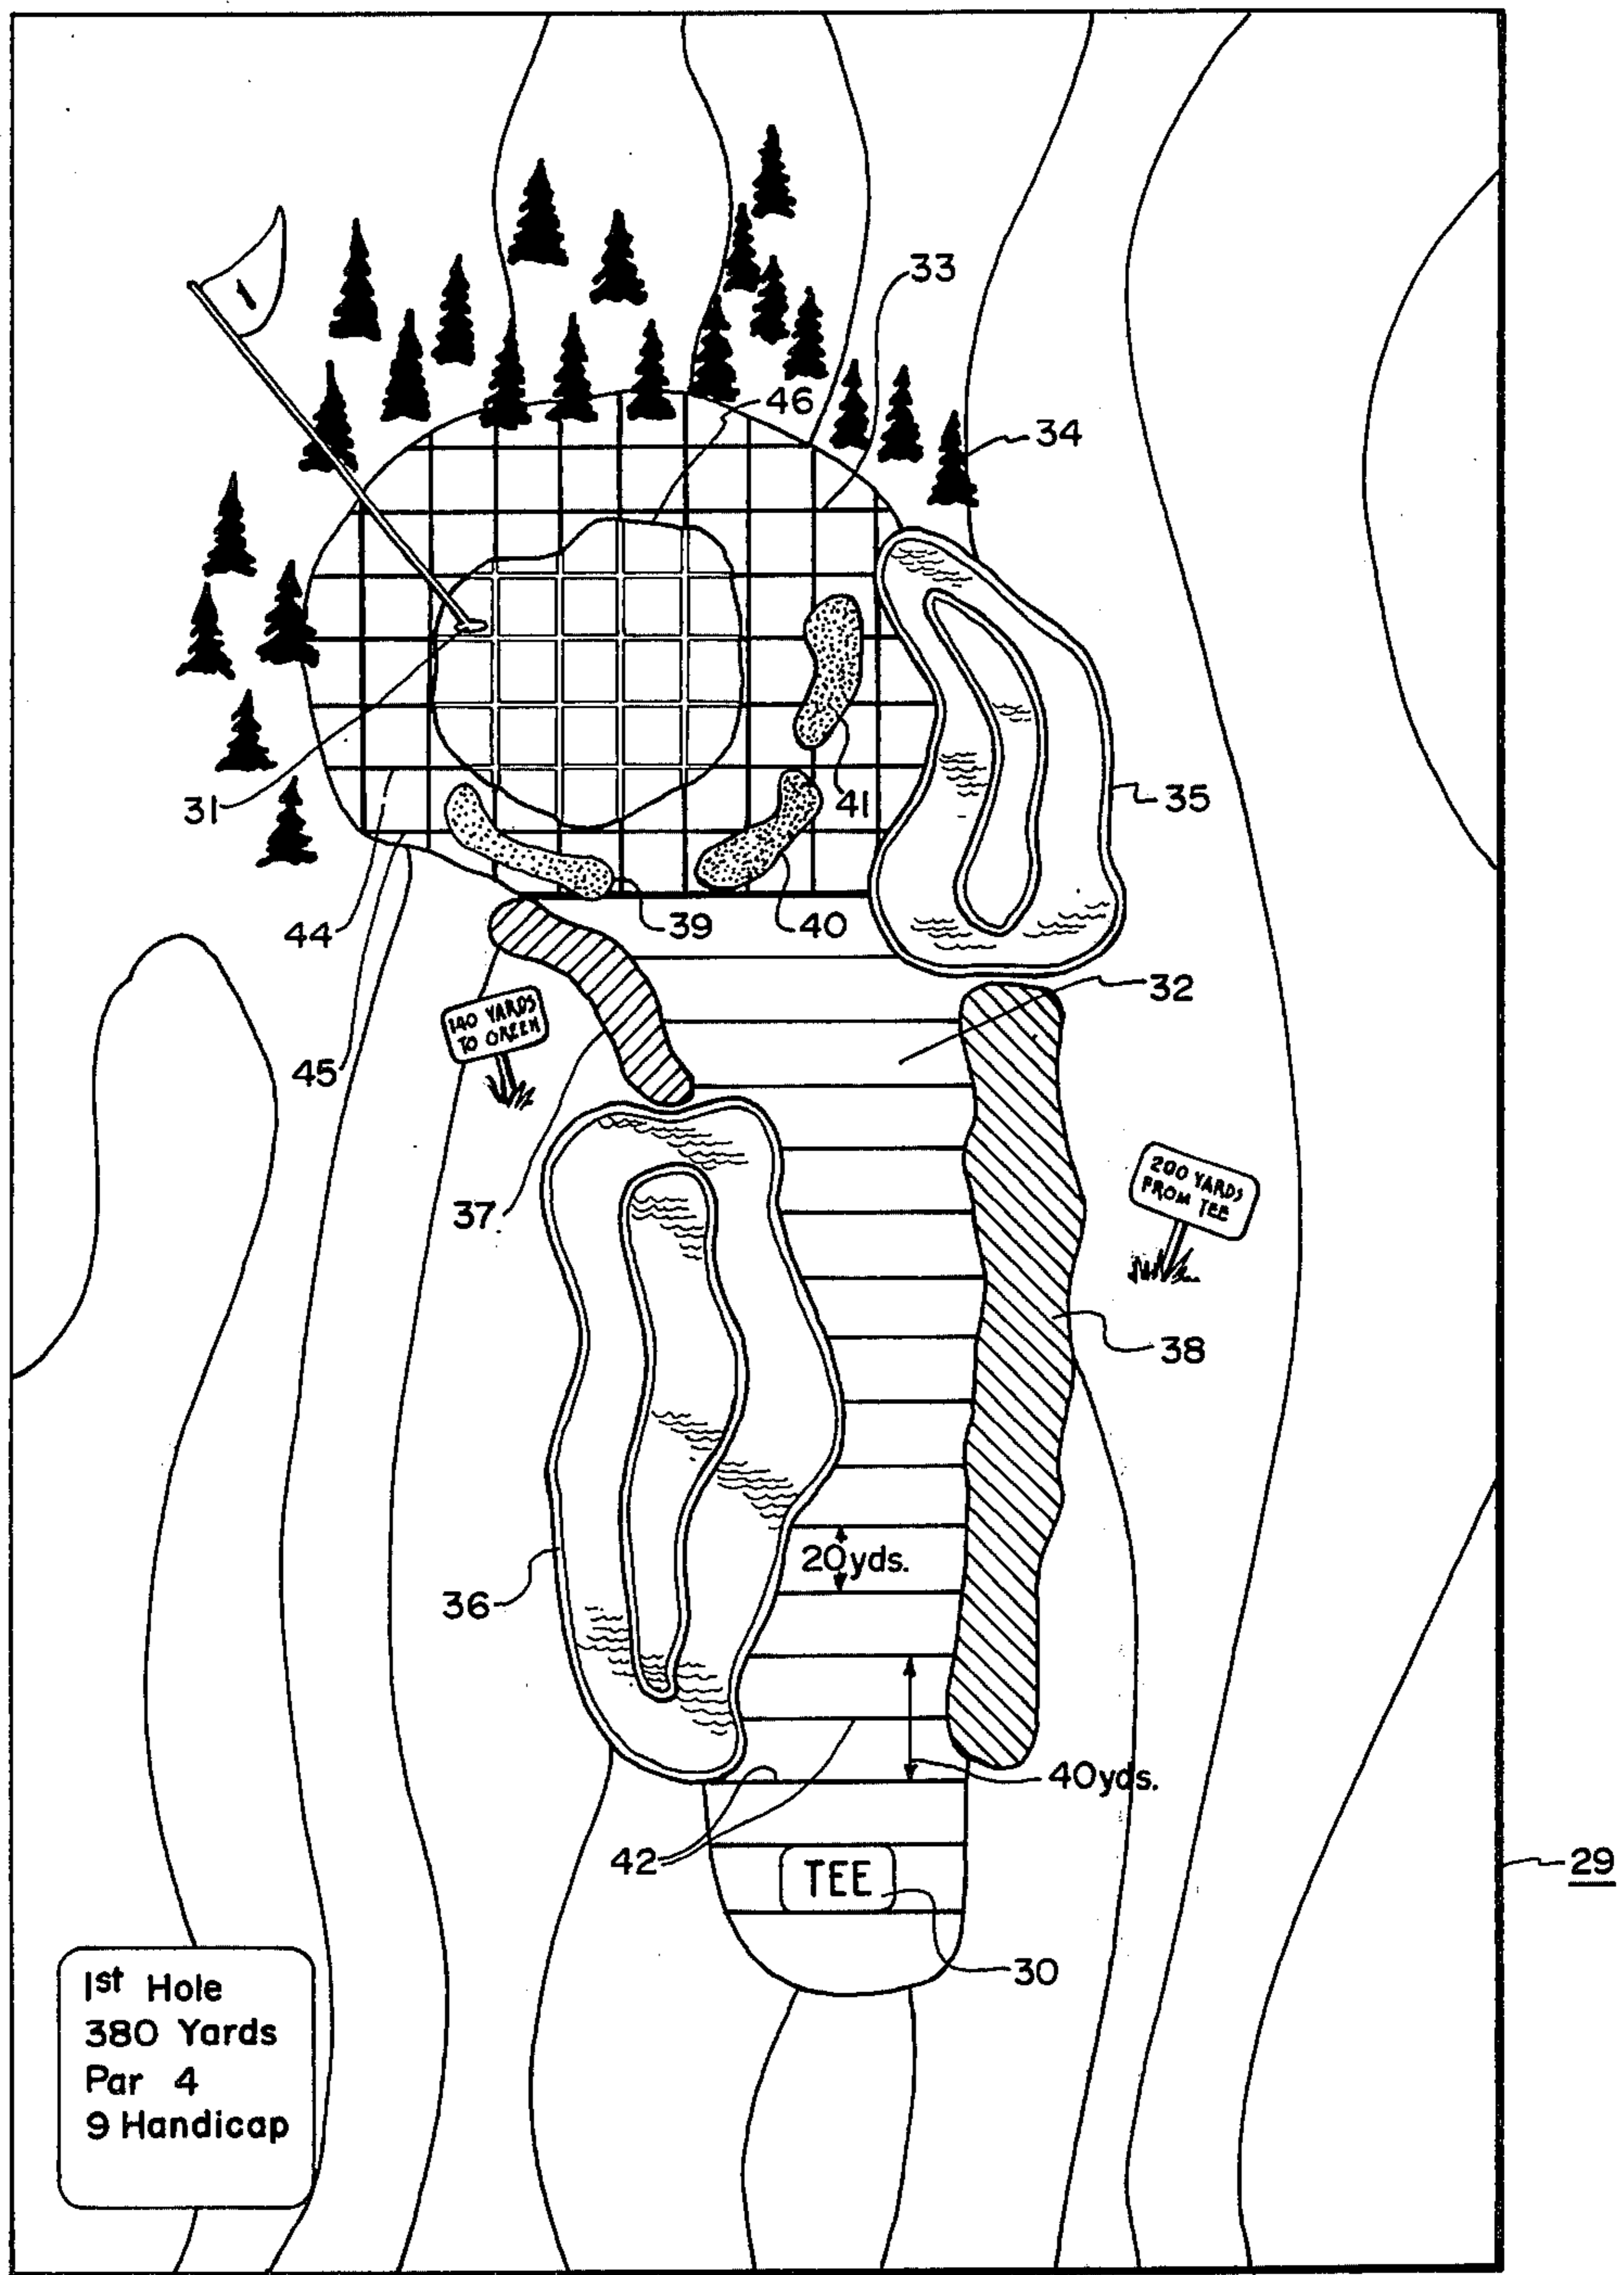 1
33
46
34
31
41
35
44
39
40
32
140 YARDS
TO GREEN
45
200 YARDS
FROM TEE
37
38
20yds.
36
40yds.
42
TEE
29
30
1st Hole
380 Yards
Par 4
9 Handicap